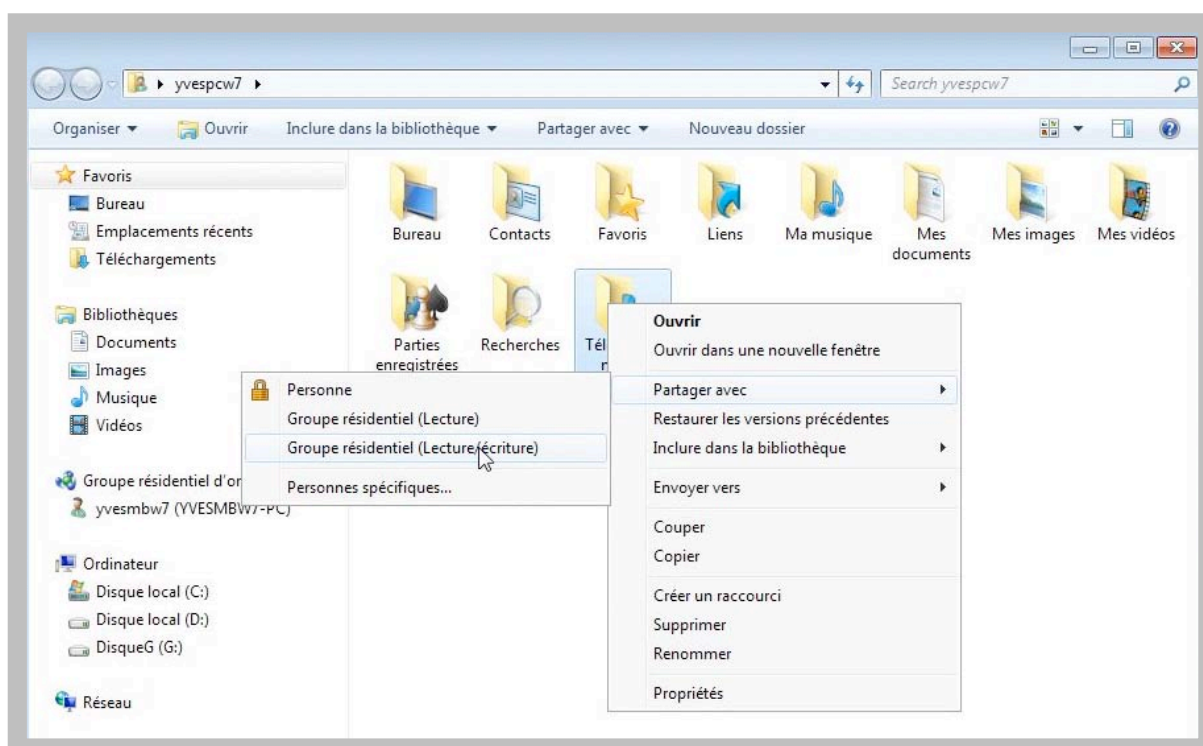 yvespcw7
Search yvespcw7
Organiser
Ouvrir
Inclure dans la bibliothèque
Partager avec
Nouveau dossier
Favoris
Bureau
Emplacements récents
Téléchargements
Bibliothèques
Documents
Images
Musique
Vidéos
Groupe résidentiel d'or
yvesmbw7 (YVESMBW7-PC)
Ordinateur
Disque local (C:)
Disque local (D:)
DisqueG (G:)
Réseau
Bureau
Contacts
Favoris
Liens
Ma musique
Mes
documents
Mes images
Mes vidéos
Parties
enregistrées
Recherches
Tél
Ouvrir
Ouvrir dans une nouvelle fenêtre
Partager avec
Restaurer les versions précédentes
Inclure dans la bibliothèque
Envoyer vers
Couper
Copier
Créer un raccourci
Supprimer
Renommer
Propriétés
Personne
Groupe résidentiel (Lecture)
Groupe résidentiel (Lecture/écriture)
Personnes spécifiques...